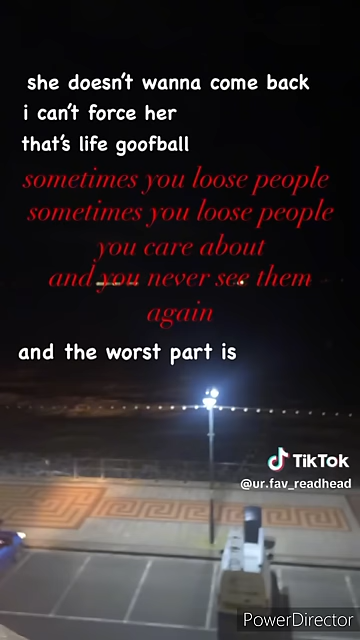 she doesn't wanna come back
i can't force her
that's life goofball
sometimes you loose people
sometimes you loose people
you care about
and you never see them
again
and the worst part is
TikTok
@ur.fav_readhead
PowerDirector